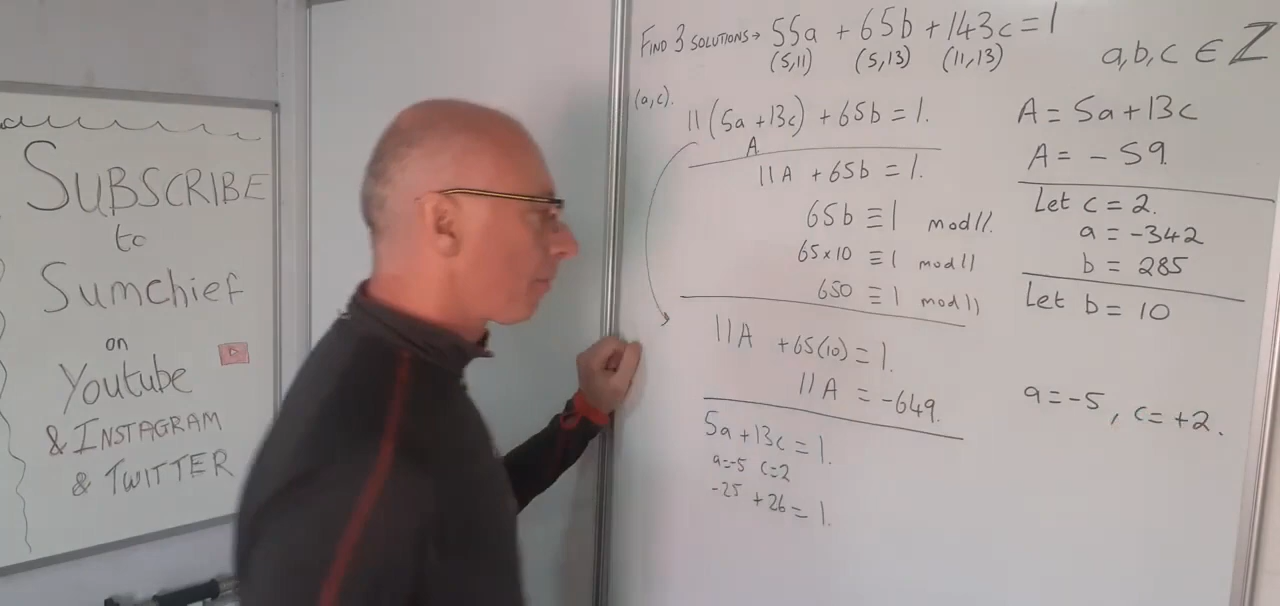 SUBSCRIBE
to
Sumchief
on
Youtube
& INSTAGRAM
& TWITTER
FIND 3 SOLUTIONS → 55a + 65b + 143c = 1
(5,11) (5,13) (11,13)
a,b,c ∈ Z
(a,c).
11(5a + 13c) + 65b = 1.
A
11A + 65b = 1.
65b ≡ 1 mod 11.
65×10 ≡ 1 mod 11
650 ≡ 1 mod 11
11A + 65(10) = 1.
11A = -649.
5a + 13c = 1.
a=-5 c=2
-25 + 26 = 1.
A = 5a + 13c
A = - 59.
Let c = 2.
a = -342
b = 285
Let b = 10
a = -5, c = +2.